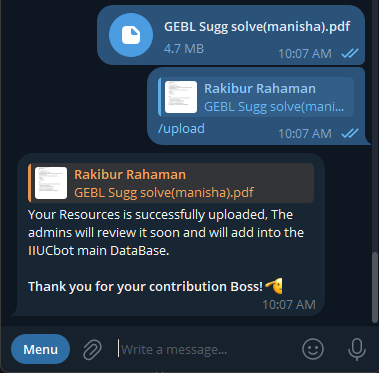 GEBL Sugg solve(manisha).pdf
4.7 MB
10:07 AM
Rakibur Rahaman
GEBL Sugg solve(mani...
/upload
10:07 AM
Rakibur Rahaman
GEBL Sugg solve(manisha).pdf
Your Resources is successfully uploaded, The
admins will review it soon and will add into the
IIUCbot main DataBase.
Thank you for your contribution Boss!🫡
10:07 AM
Menu
Write a message...